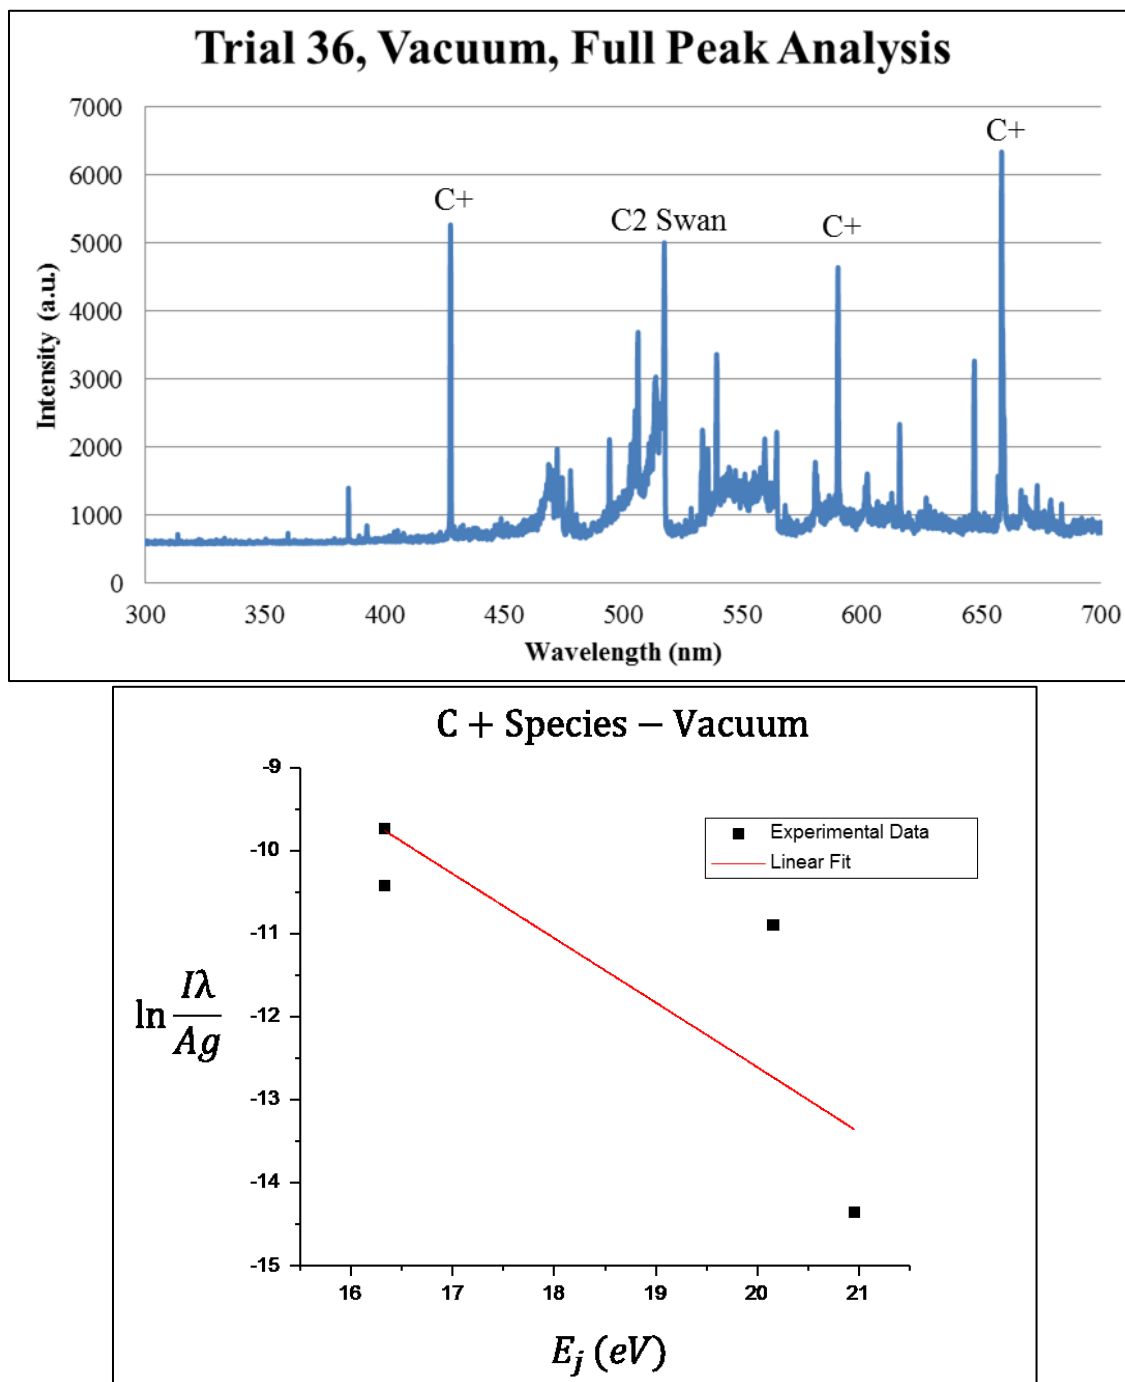 Trial 36, Vacuum, Full Peak Analysis
7000
6000
5000
4000
3000
2000
1000
0
Intensity (a.u.)
C+
C2 Swan
C+
C+
300 350 400 450 500 550 600 650 700
Wavelength (nm)
C + Species − Vacuum
-9
-10
-11
-12
-13
-14
-15
ln Iλ/Ag
Experimental Data
Linear Fit
16 17 18 19 20 21
E_j (eV)